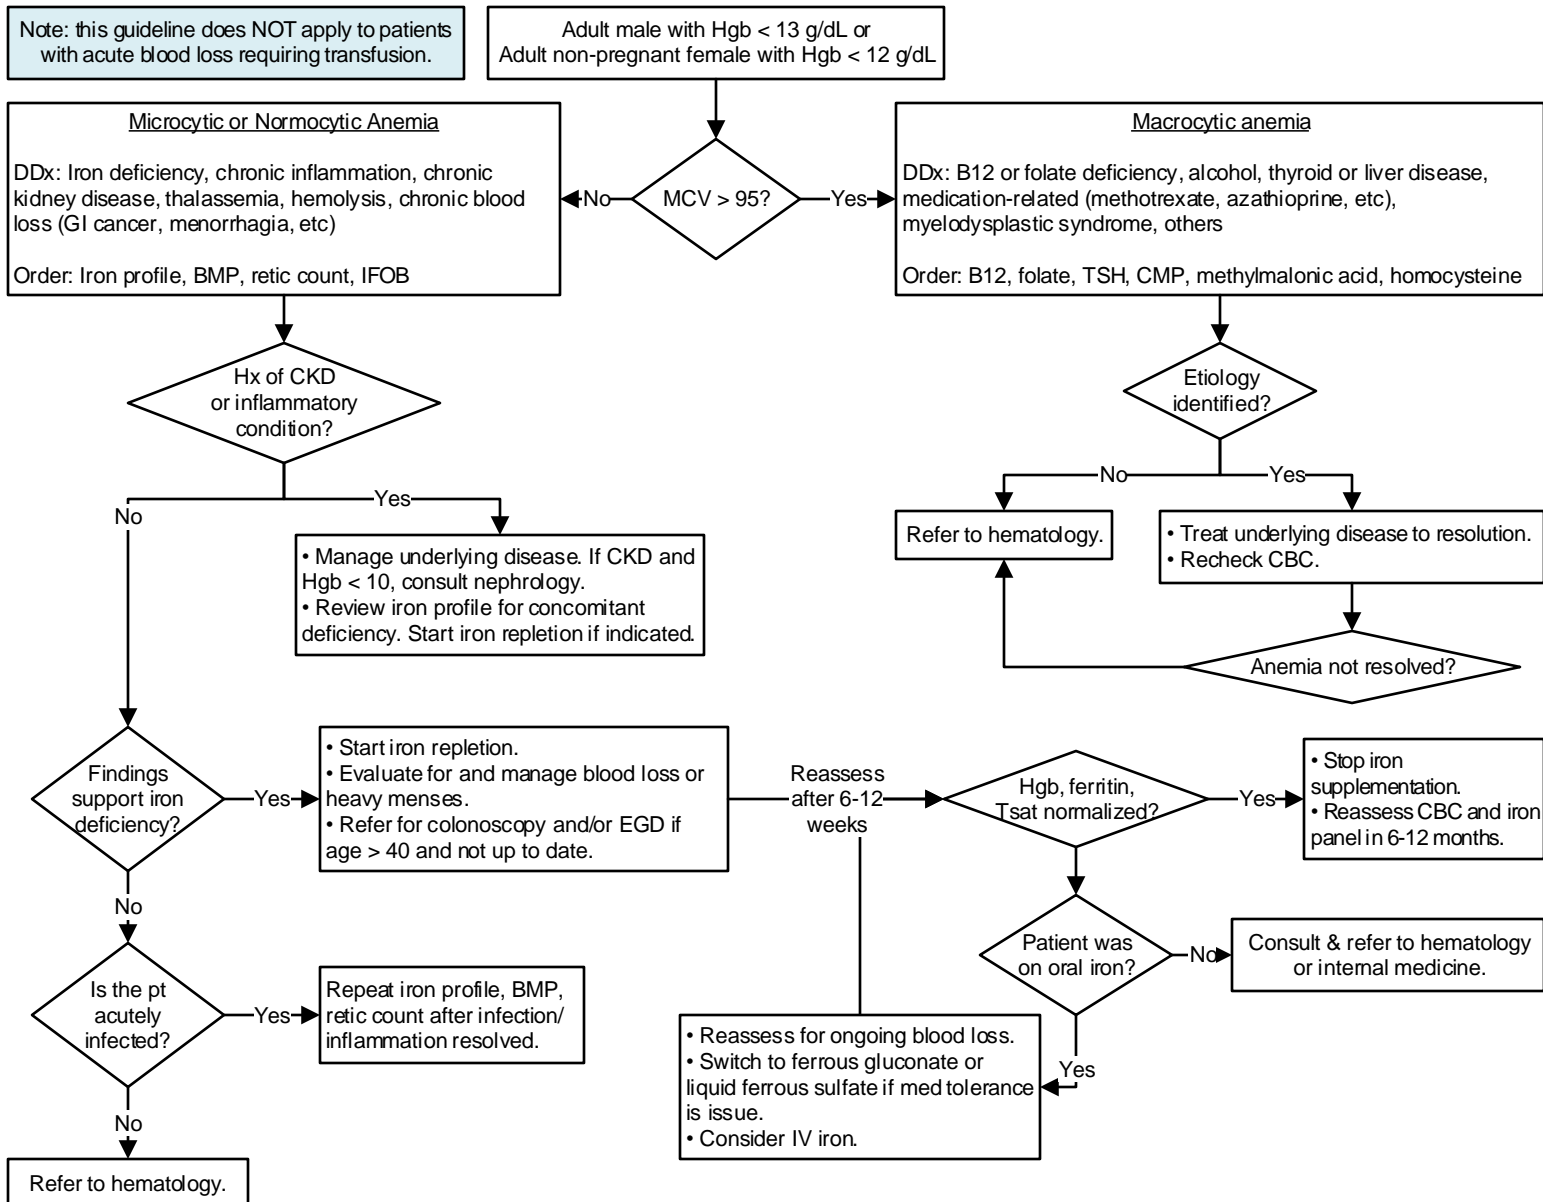 Note: this guideline does NOT apply to patients
with acute blood loss requiring transfusion.
Adult male with Hgb < 13 g/dL or
Adult non-pregnant female with Hgb < 12 g/dL
Microcytic or Normocytic Anemia
DDx: Iron deficiency, chronic inflammation, chronic
kidney disease, thalassemia, hemolysis, chronic blood
loss (GI cancer, menorrhagia, etc)
Order: Iron profile, BMP, retic count, IFOB
No
MCV > 95?
Yes
Macrocytic anemia
DDx: B12 or folate deficiency, alcohol, thyroid or liver disease,
medication-related (methotrexate, azathioprine, etc),
myelodysplastic syndrome, others
Order: B12, folate, TSH, CMP, methylmalonic acid, homocysteine
Hx of CKD
or inflammatory
condition?
Etiology
identified?
No
Yes
No
Yes
Refer to hematology.
• Treat underlying disease to resolution.
• Recheck CBC.
• Manage underlying disease. If CKD and
Hgb < 10, consult nephrology.
• Review iron profile for concomitant
deficiency. Start iron repletion if indicated.
Anemia not resolved?
Findings
support iron
deficiency?
Yes
• Start iron repletion.
• Evaluate for and manage blood loss or
heavy menses.
• Refer for colonoscopy and/or EGD if
age > 40 and not up to date.
Reassess
after 6-12
weeks
Hgb, ferritin,
Tsat normalized?
Yes
• Stop iron
supplementation.
• Reassess CBC and iron
panel in 6-12 months.
No
Patient was
on oral iron?
No
Consult & refer to hematology
or internal medicine.
Is the pt
acutely
infected?
Yes
Repeat iron profile, BMP,
retic count after infection/
inflammation resolved.
• Reassess for ongoing blood loss.
• Switch to ferrous gluconate or
liquid ferrous sulfate if med tolerance
is issue.
• Consider IV iron.
Yes
No
Refer to hematology.